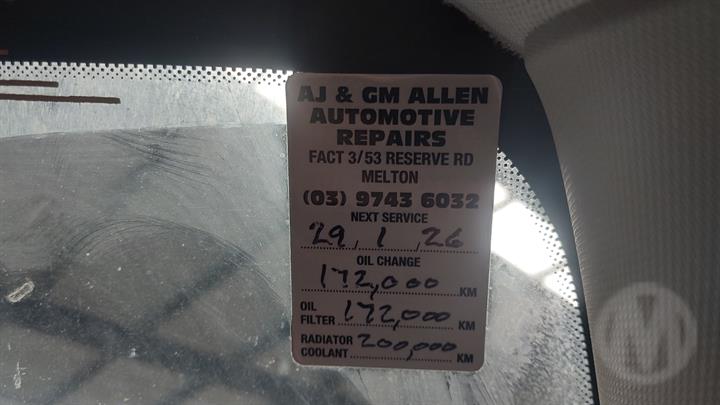 AJ & GM ALLEN
AUTOMOTIVE
REPAIRS
FACT 3/53 RESERVE RD
MELTON
(03) 9743 6032
NEXT SERVICE
29, 1, 26
OIL CHANGE
172,000 KM
OIL
FILTER 172,000 KM
RADIATOR
COOLANT 200,000 KM
M